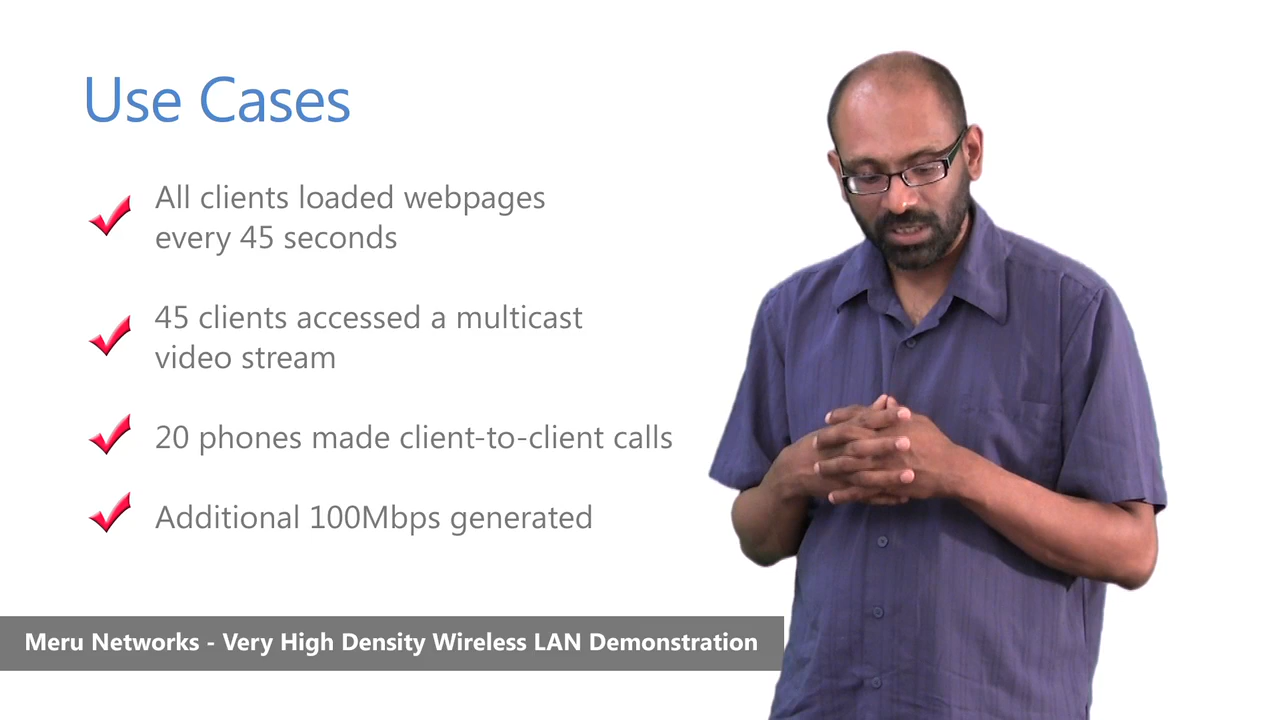 Use Cases
All clients loaded webpages
every 45 seconds
45 clients accessed a multicast
video stream
20 phones made client-to-client calls
Additional 100Mbps generated
Meru Networks - Very High Density Wireless LAN Demonstration